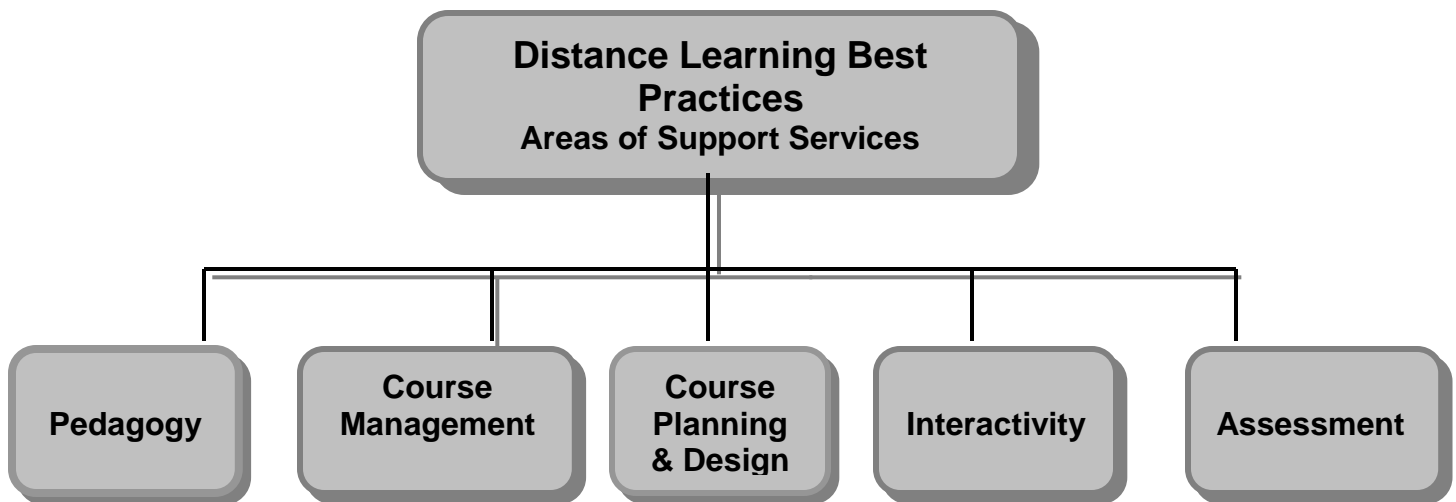 Distance Learning Best
Practices
Areas of Support Services
Pedagogy
Course
Management
Course
Planning
& Design
Interactivity
Assessment